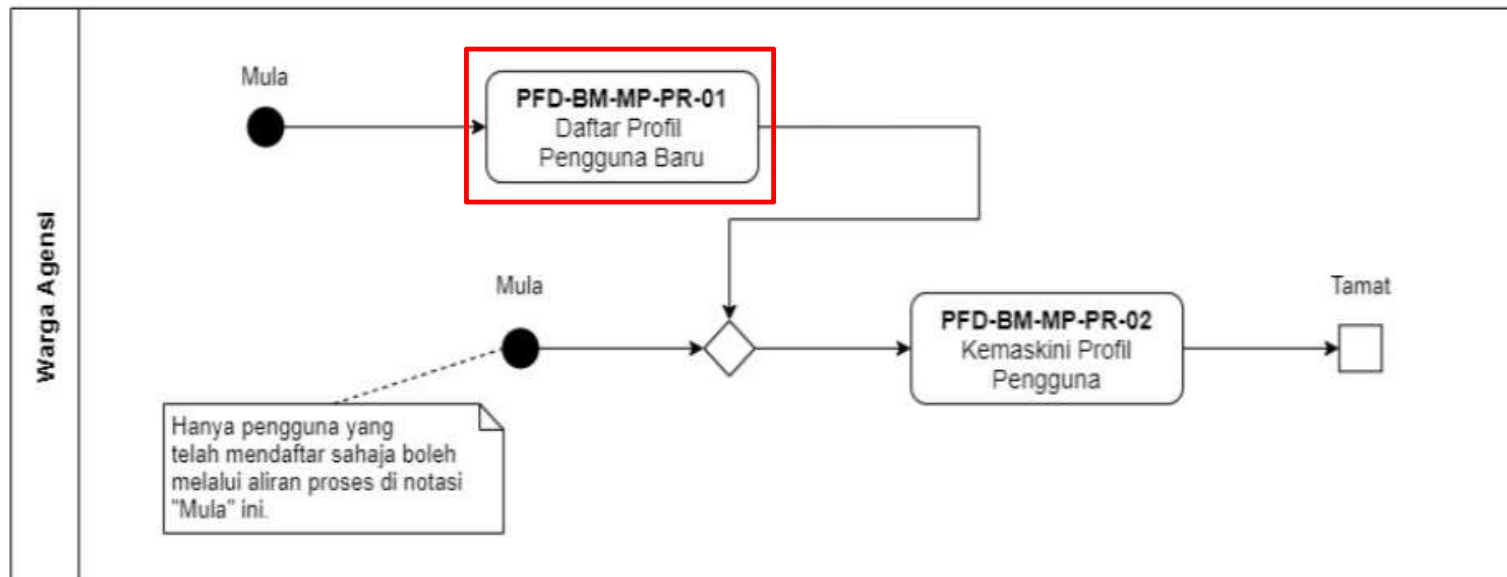 Warga Agensi
Mula
PFD-BM-MP-PR-01
Daftar Profil
Pengguna Baru
Mula
PFD-BM-MP-PR-02
Kemaskini Profil
Pengguna
Tamat
Hanya pengguna yang
telah mendaftar sahaja boleh
melalui aliran proses di notasi
"Mula" ini.